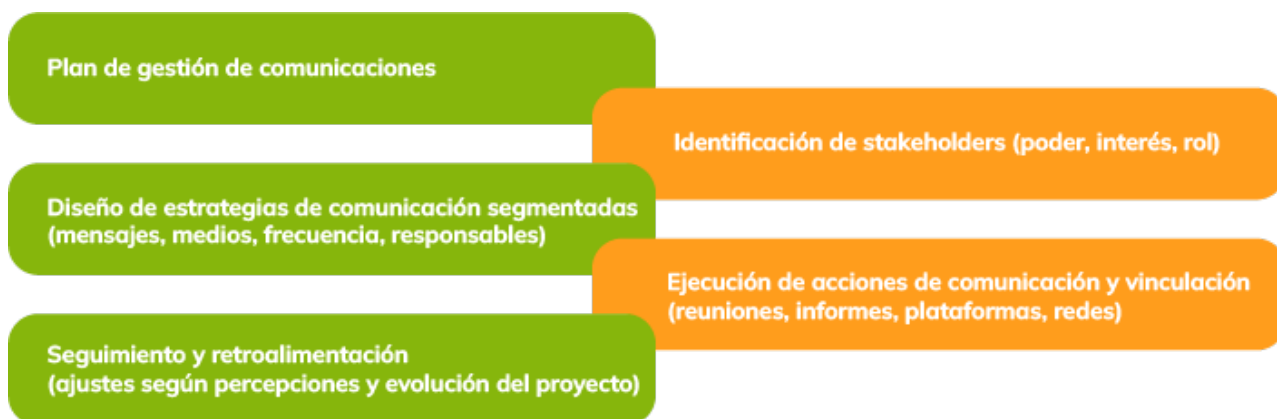 Plan de gestión de comunicaciones
Identificación de stakeholders (poder, interés, rol)
Diseño de estrategias de comunicación segmentadas
(mensajes, medios, frecuencia, responsables)
Ejecución de acciones de comunicación y vinculación
(reuniones, informes, plataformas, redes)
Seguimiento y retroalimentación
(ajustes según percepciones y evolución del proyecto)